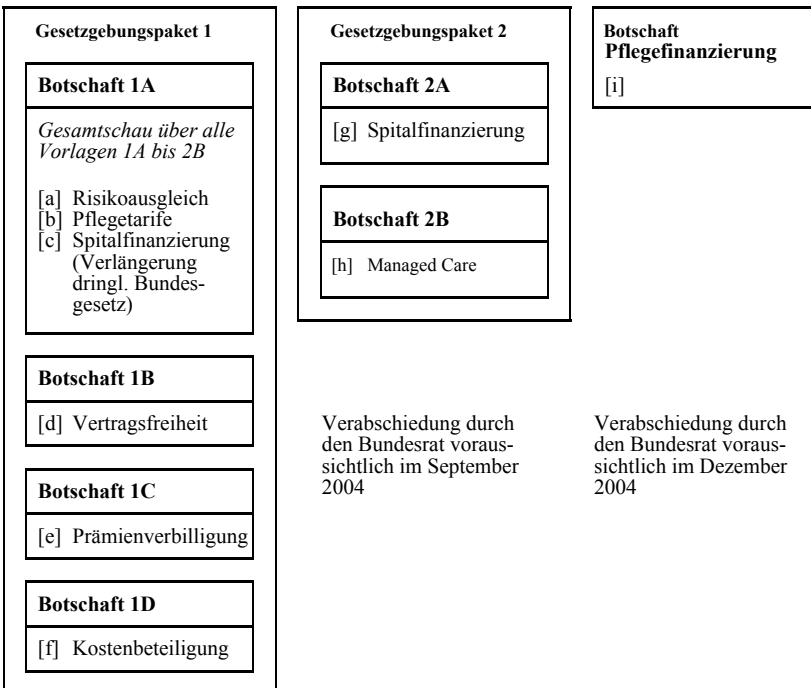 Gesetzgebungspaket 1
Botschaft 1A
Gesamtschau über alle
Vorlagen 1A bis 2B
[a] Risikoausgleich
[b] Pflegetarife
[c] Spitalfinanzierung
(Verlängerung
dringl. Bundes-
gesetz)
Botschaft 1B
[d] Vertragsfreiheit
Botschaft 1C
[e] Prämienverbilligung
Botschaft 1D
[f] Kostenbeteiligung
Gesetzgebungspaket 2
Botschaft 2A
[g] Spitalfinanzierung
Botschaft 2B
[h] Managed Care
Verabschiedung durch
den Bundesrat voraus-
sichtlich im September
2004
Botschaft
Pflegefinanzierung
[i]
Verabschiedung durch
den Bundesrat voraus-
sichtlich im Dezember
2004